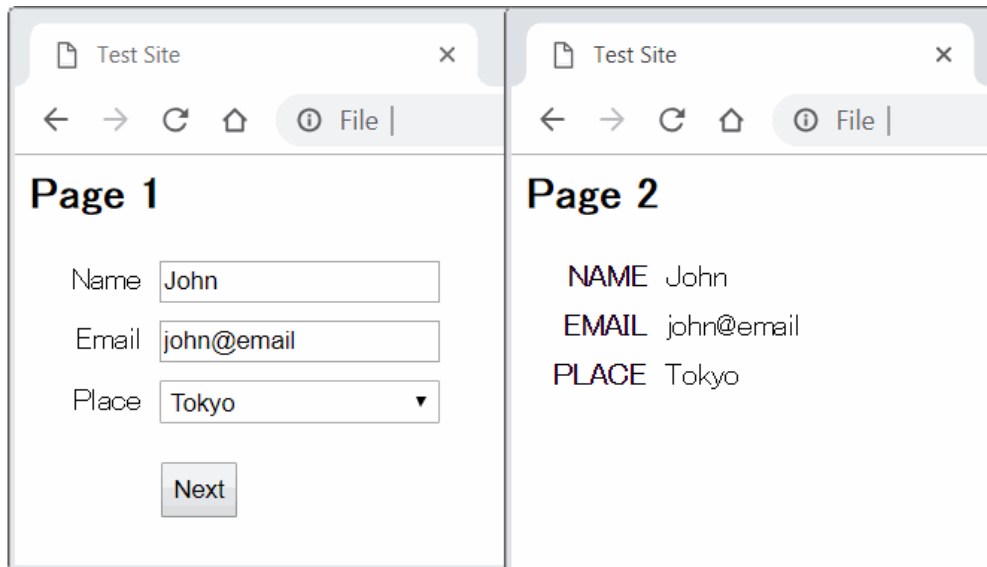 Test Site
File
Page 1
Name John
Email john@email
Place Tokyo
Next
Test Site
File
Page 2
NAME John
EMAIL john@email
PLACE Tokyo